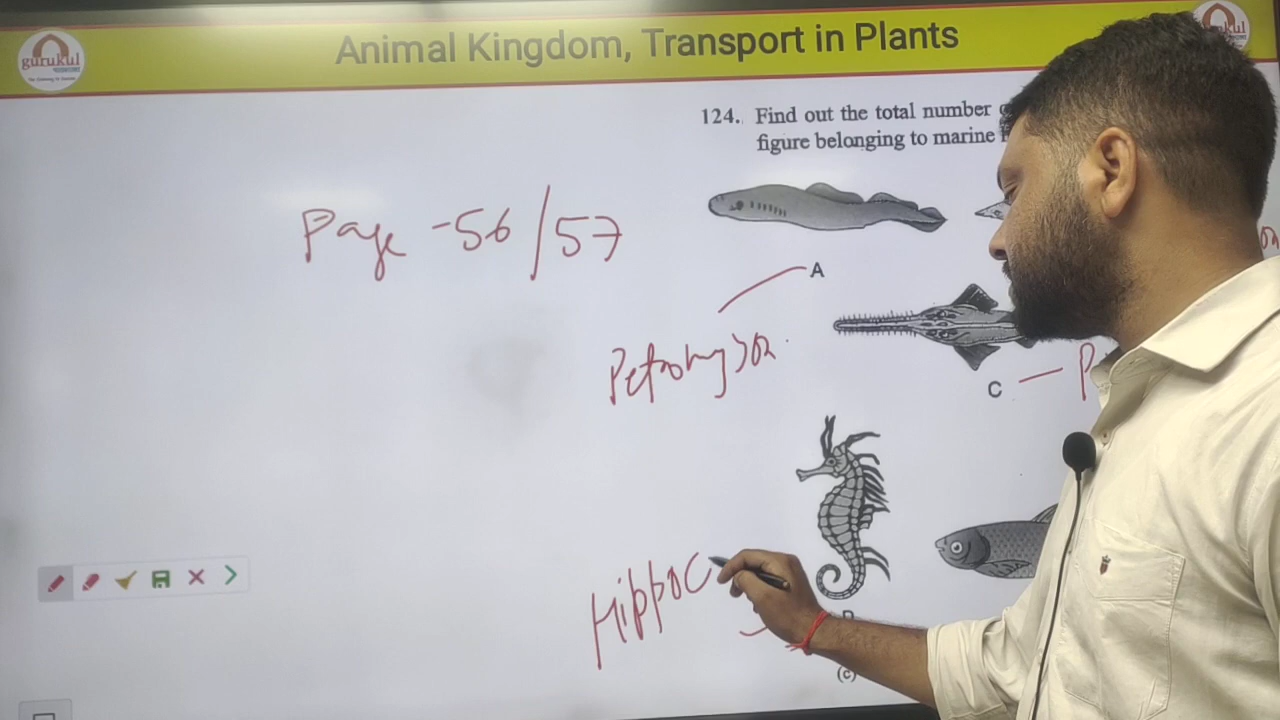 gurukul
Animal Kingdom, Transport in Plants
124. Find out the total number
figure belonging to marine
Page - 56/57
A
Petromyzon
C — P
Hippoc
(c)